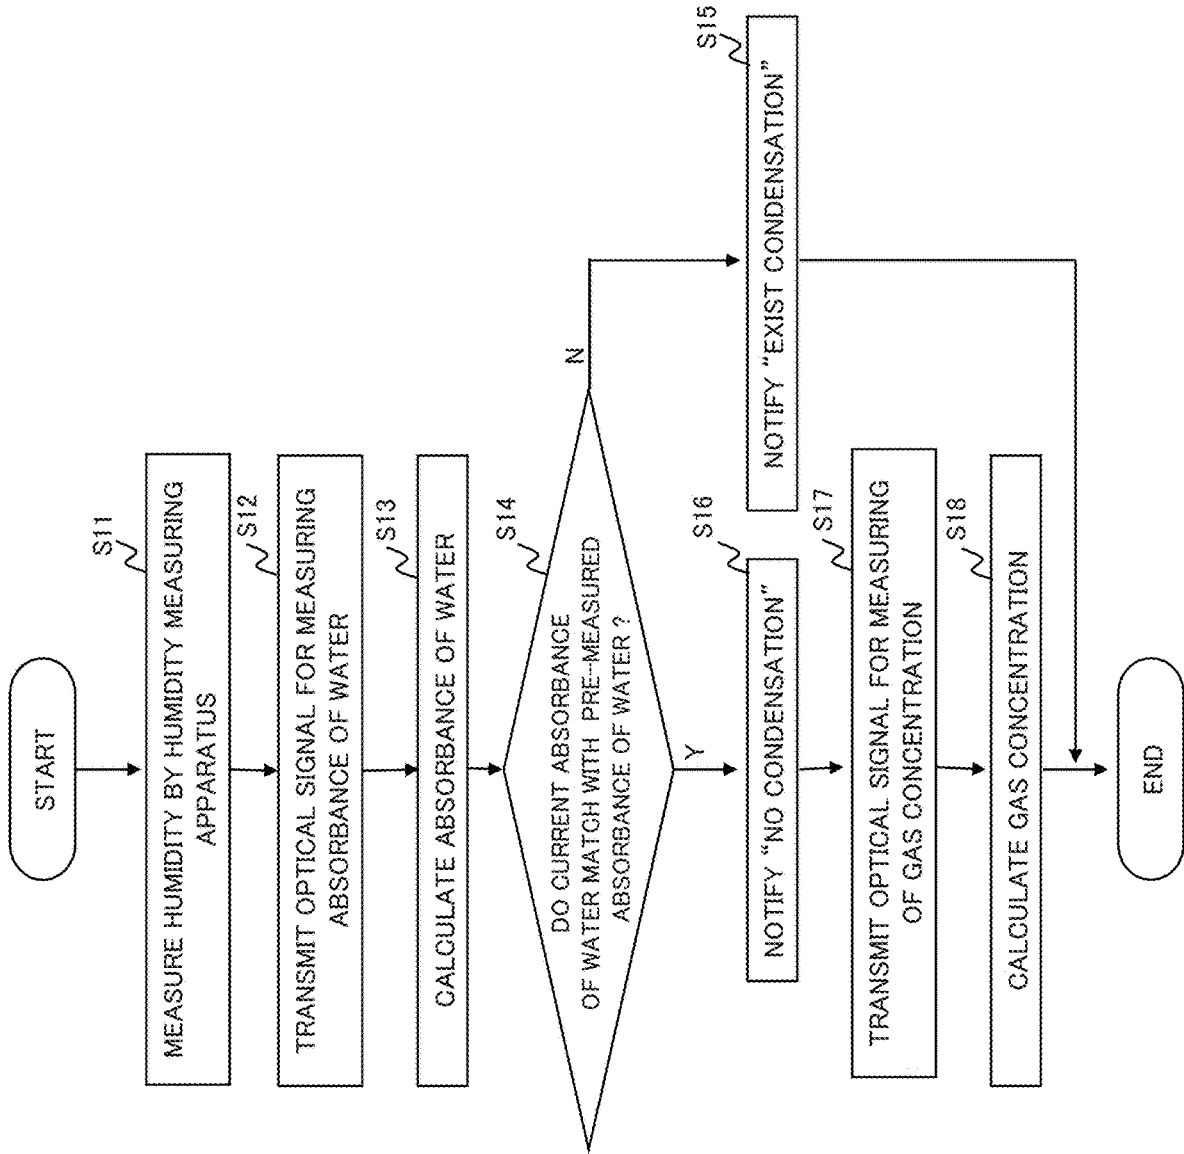 START
S11
MEASURE HUMIDITY BY HUMIDITY MEASURING
APPARATUS
S12
TRANSMIT OPTICAL SIGNAL FOR MEASURING
ABSORBANCE OF WATER
S13
CALCULATE ABSORBANCE OF WATER
S14
DO CURRENT ABSORBANCE
OF WATER MATCH WITH PRE-MEASURED
ABSORBANCE OF WATER ?
N
Y
S15
NOTIFY "EXIST CONDENSATION"
S16
NOTIFY "NO CONDENSATION"
S17
TRANSMIT OPTICAL SIGNAL FOR MEASURING
OF GAS CONCENTRATION
S18
CALCULATE GAS CONCENTRATION
END